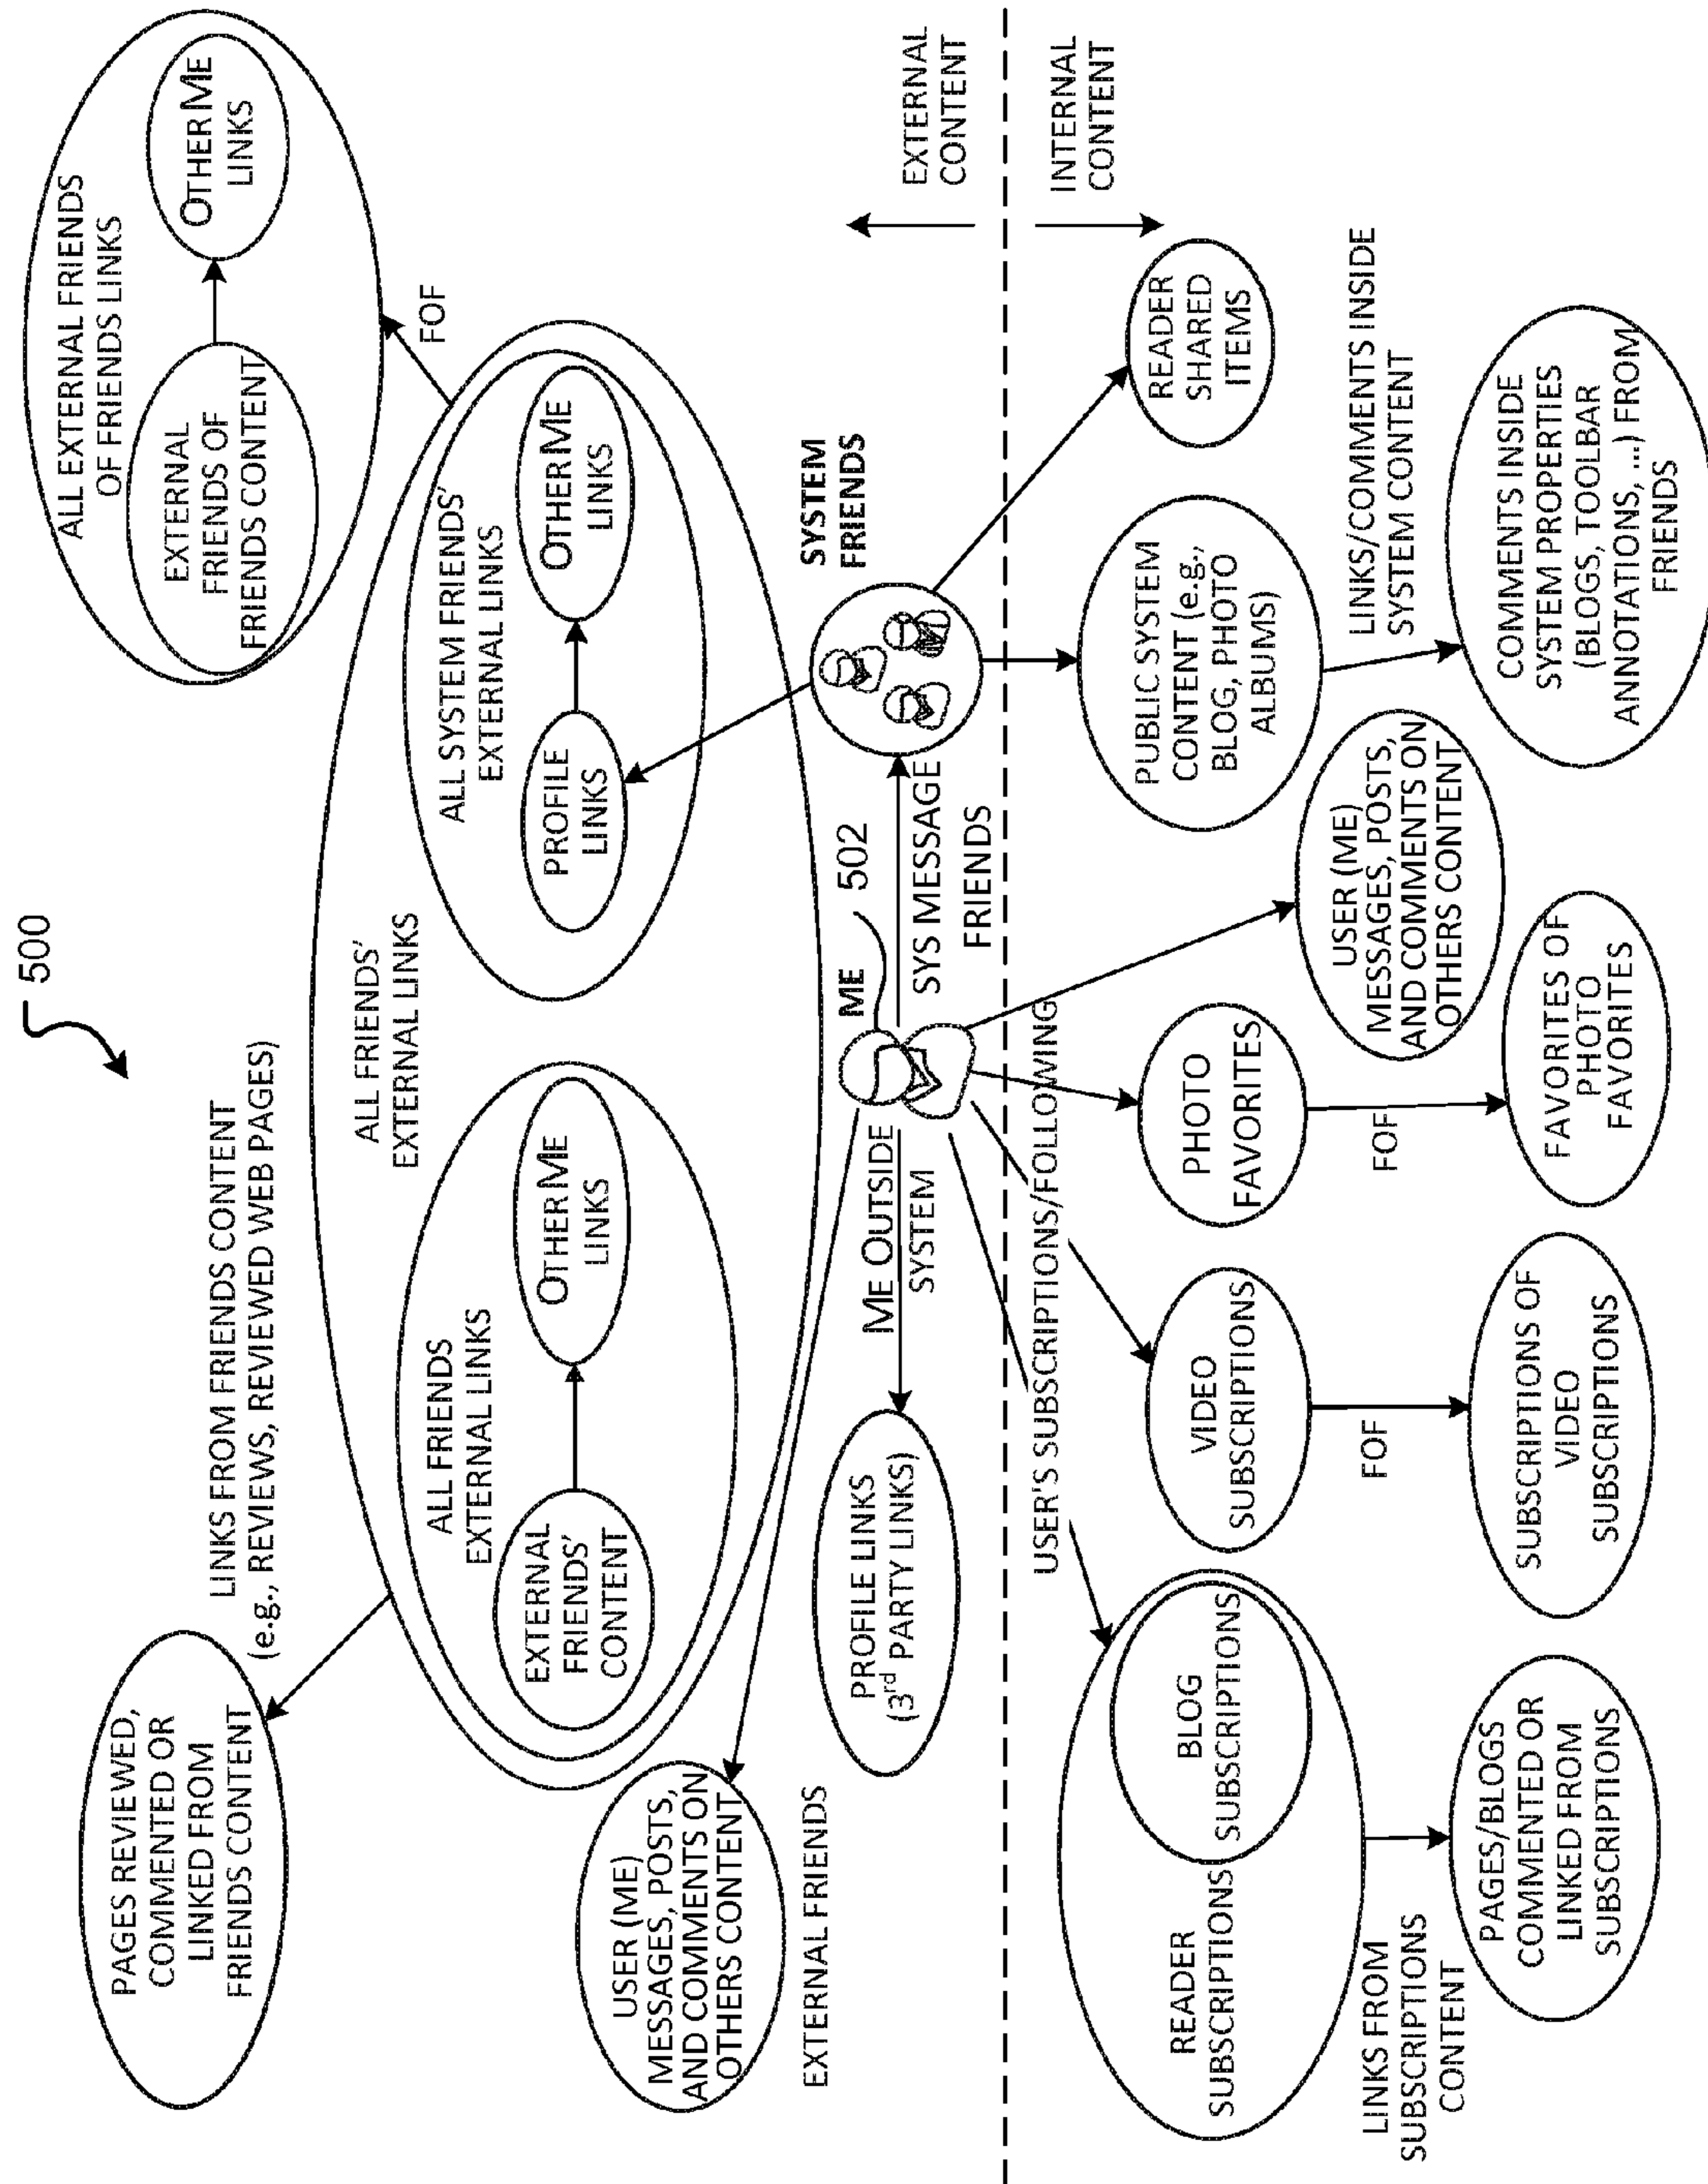 500
PAGES REVIEWED,
COMMENTED OR
LINKED FROM
FRIENDS CONTENT
LINKS FROM FRIENDS CONTENT
(e.g., REVIEWS, REVIEWED WEB PAGES)
ALL EXTERNAL FRIENDS
OF FRIENDS LINKS
EXTERNAL
FRIENDS OF
FRIENDS CONTENT
OTHERME
LINKS
FOF
ALL FRIENDS'
EXTERNAL LINKS
ALL FRIENDS
EXTERNAL LINKS
EXTERNAL
FRIENDS'
CONTENT
OTHERME
LINKS
ALL SYSTEM FRIENDS'
EXTERNAL LINKS
PROFILE
LINKS
OTHERME
LINKS
USER (ME)
MESSAGES, POSTS,
AND COMMENTS ON
OTHERS CONTENT
EXTERNAL FRIENDS
PROFILE LINKS
(3rd PARTY LINKS)
ME OUTSIDE
SYSTEM
ME
502
SYS MESSAGE
FRIENDS
SYSTEM
FRIENDS
EXTERNAL
CONTENT
INTERNAL
CONTENT
USER'S SUBSCRIPTIONS/FOLLOWING
READER
SUBSCRIPTIONS
BLOG
SUBSCRIPTIONS
VIDEO
SUBSCRIPTIONS
PHOTO
FAVORITES
USER (ME)
MESSAGES, POSTS,
AND COMMENTS ON
OTHERS CONTENT
PUBLIC SYSTEM
CONTENT (e.g.,
BLOG, PHOTO
ALBUMS)
READER
SHARED
ITEMS
LINKS FROM
SUBSCRIPTIONS
CONTENT
FOF
FOF
LINKS/COMMENTS INSIDE
SYSTEM CONTENT
PAGES/BLOGS
COMMENTED OR
LINKED FROM
SUBSCRIPTIONS
SUBSCRIPTIONS OF
VIDEO
SUBSCRIPTIONS
FAVORITES OF
PHOTO
FAVORITES
COMMENTS INSIDE
SYSTEM PROPERTIES
(BLOGS, TOOLBAR
ANNOTATIONS, ...) FROM
FRIENDS